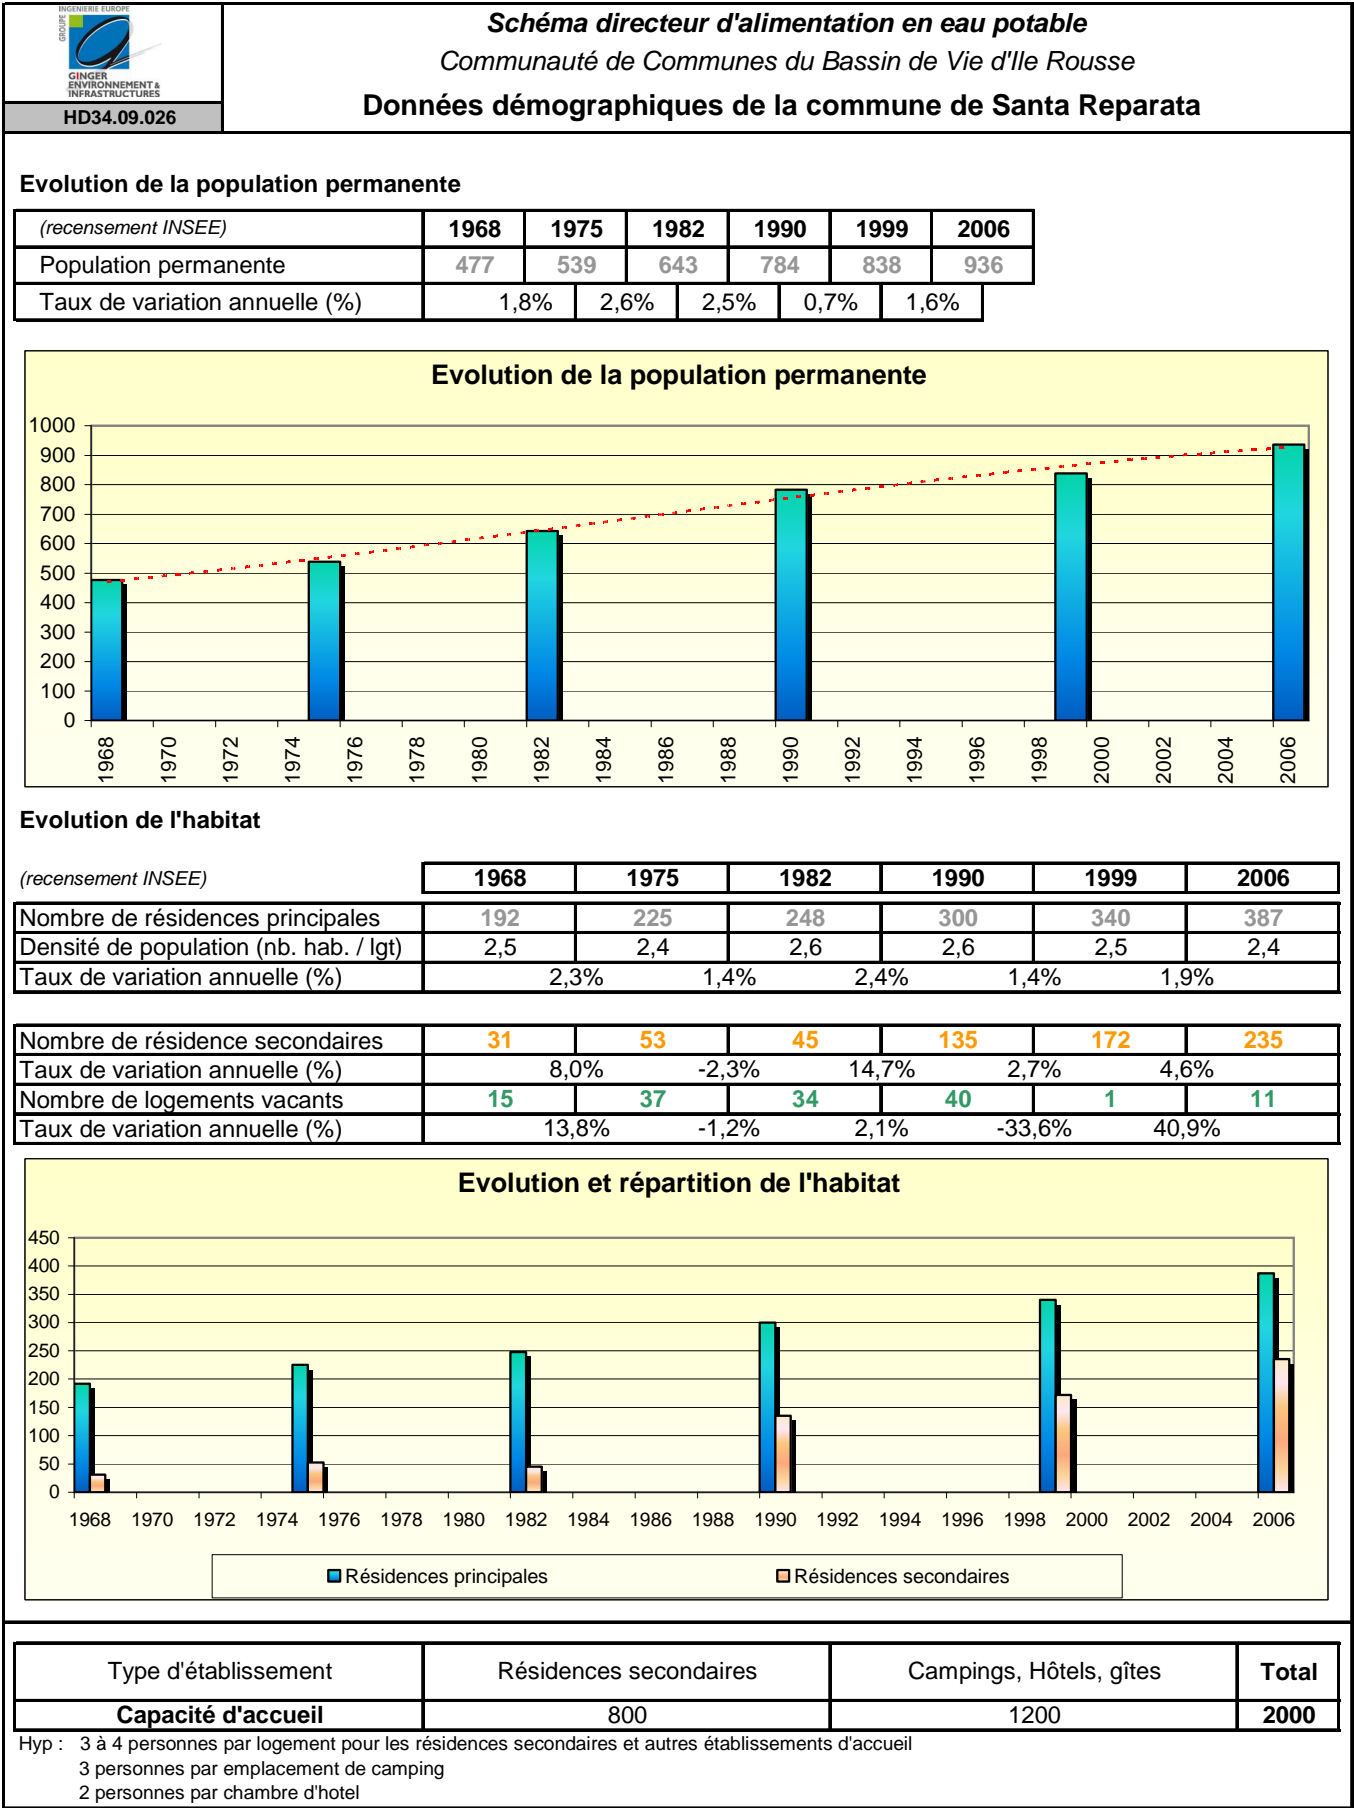 INGENIERIE EUROPE
GROUPE
GINGER
ENVIRONNEMENT &
INFRASTRUCTURES
HD34.09.026
Schéma directeur d'alimentation en eau potable
Communauté de Communes du Bassin de Vie d'Ile Rousse
Données démographiques de la commune de Santa Reparata
Evolution de la population permanente
(recensement INSEE) 1968 1975 1982 1990 1999 2006
Population permanente 477 539 643 784 838 936
Taux de variation annuelle (%) 1,8% 2,6% 2,5% 0,7% 1,6%
Evolution de la population permanente
1000
900
800
700
600
500
400
300
200
100
0
1968 1970 1972 1974 1976 1978 1980 1982 1984 1986 1988 1990 1992 1994 1996 1998 2000 2002 2004 2006
Evolution de l'habitat
(recensement INSEE) 1968 1975 1982 1990 1999 2006
Nombre de résidences principales 192 225 248 300 340 387
Densité de population (nb. hab. / lgt) 2,5 2,4 2,6 2,6 2,5 2,4
Taux de variation annuelle (%) 2,3% 1,4% 2,4% 1,4% 1,9%
Nombre de résidence secondaires 31 53 45 135 172 235
Taux de variation annuelle (%) 8,0% -2,3% 14,7% 2,7% 4,6%
Nombre de logements vacants 15 37 34 40 1 11
Taux de variation annuelle (%) 13,8% -1,2% 2,1% -33,6% 40,9%
Evolution et répartition de l'habitat
450
400
350
300
250
200
150
100
50
0
1968 1970 1972 1974 1976 1978 1980 1982 1984 1986 1988 1990 1992 1994 1996 1998 2000 2002 2004 2006
Résidences principales Résidences secondaires
Type d'établissement Résidences secondaires Campings, Hôtels, gîtes Total
Capacité d'accueil 800 1200 2000
Hyp : 3 à 4 personnes par logement pour les résidences secondaires et autres établissements d'accueil
3 personnes par emplacement de camping
2 personnes par chambre d'hotel